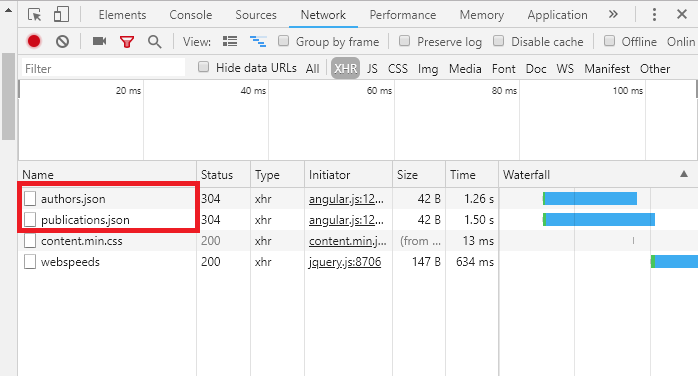 Elements Console Sources Network Performance Memory Application »
View: Group by frame Preserve log Disable cache Offline Onlin
Filter Hide data URLs All XHR JS CSS Img Media Font Doc WS Manifest Other
20 ms 40 ms 60 ms 80 ms 100 ms
Name Status Type Initiator Size Time Waterfall
authors.json 304 xhr angular.js:12... 42 B 1.26 s
publications.json 304 xhr angular.js:12... 42 B 1.50 s
content.min.css 200 xhr content.min.j... (from ... 13 ms
webspeeds 200 xhr jquery.js:8706 147 B 634 ms